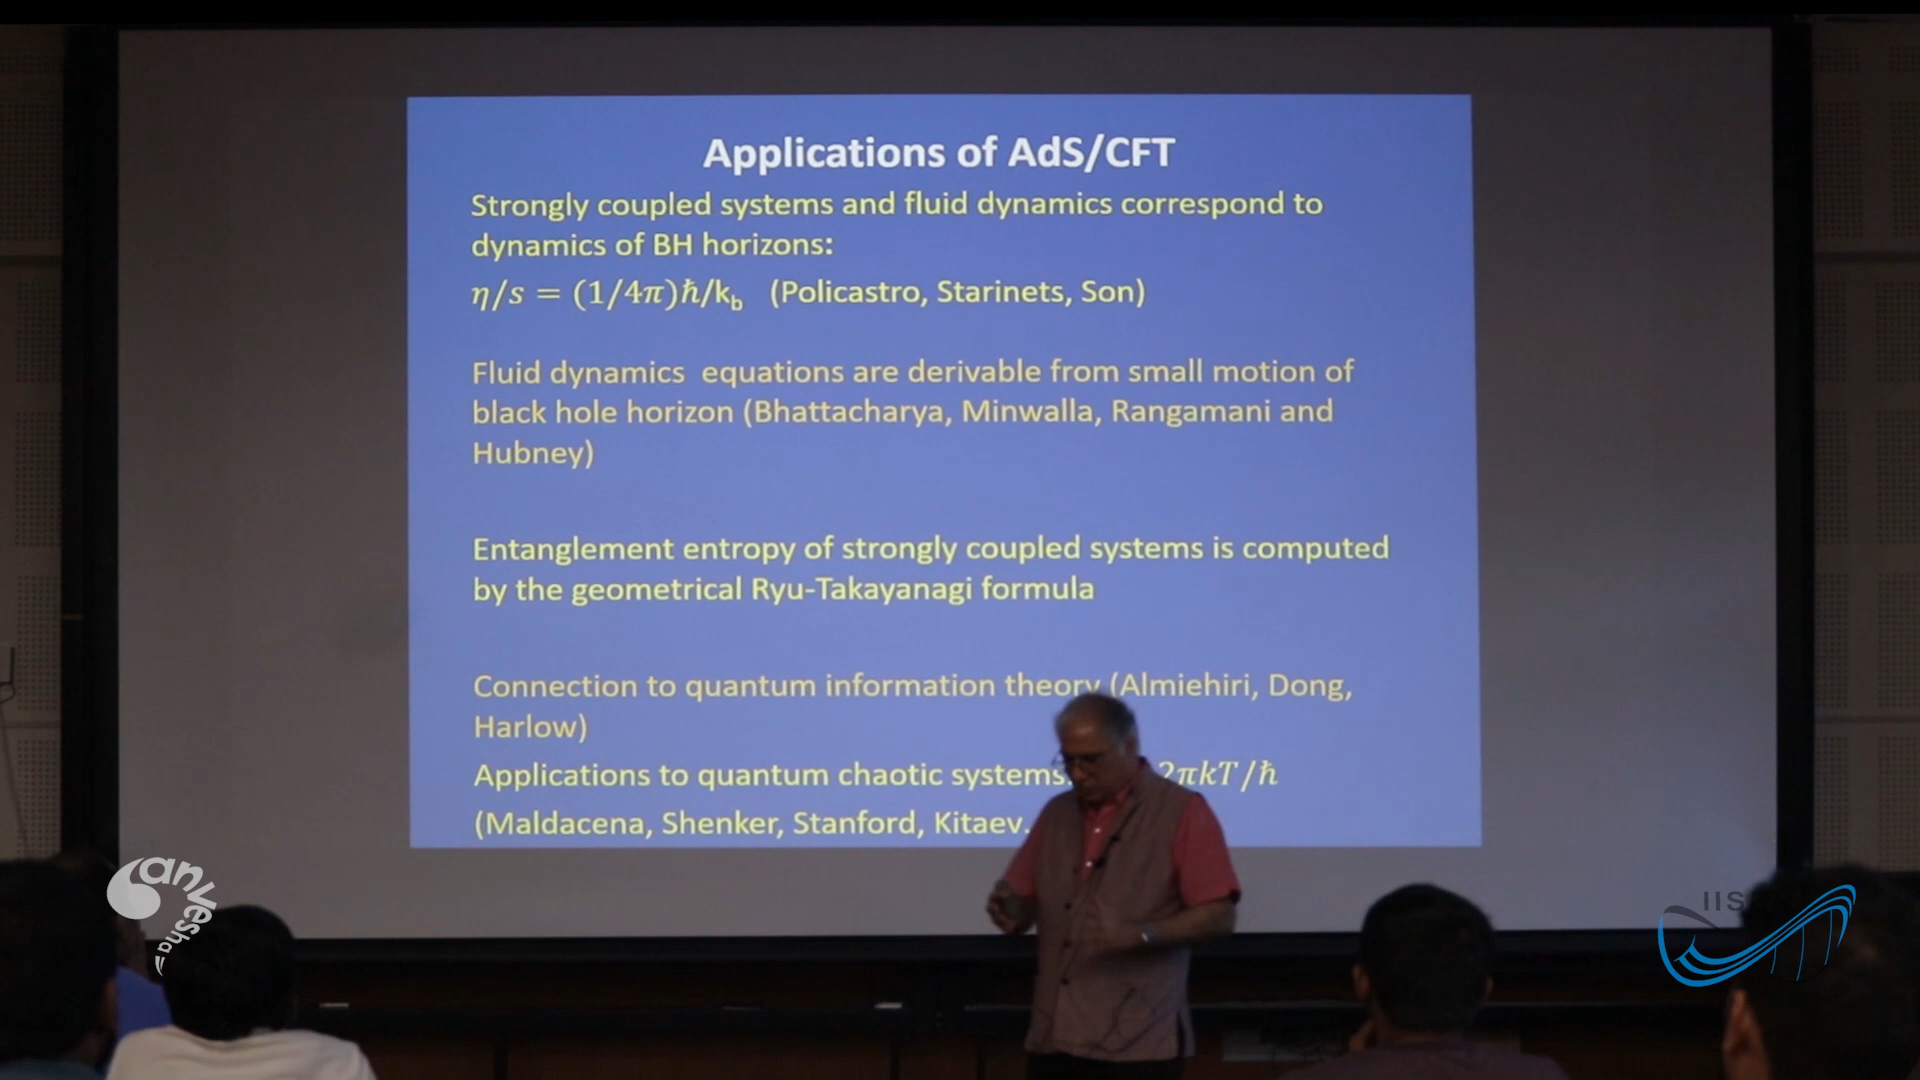 Applications of AdS/CFT
Strongly coupled systems and fluid dynamics correspond to
dynamics of BH horizons:
η/s = (1/4π)ℏ/k_b (Policastro, Starinets, Son)
Fluid dynamics equations are derivable from small motion of
black hole horizon (Bhattacharya, Minwalla, Rangamani and
Hubney)
Entanglement entropy of strongly coupled systems is computed
by the geometrical Ryu-Takayanagi formula
Connection to quantum information theory (Almiehiri, Dong,
Harlow)
Applications to quantum chaotic systems. 2πkT/ℏ
(Maldacena, Shenker, Stanford, Kitaev.
anvesha
IIS